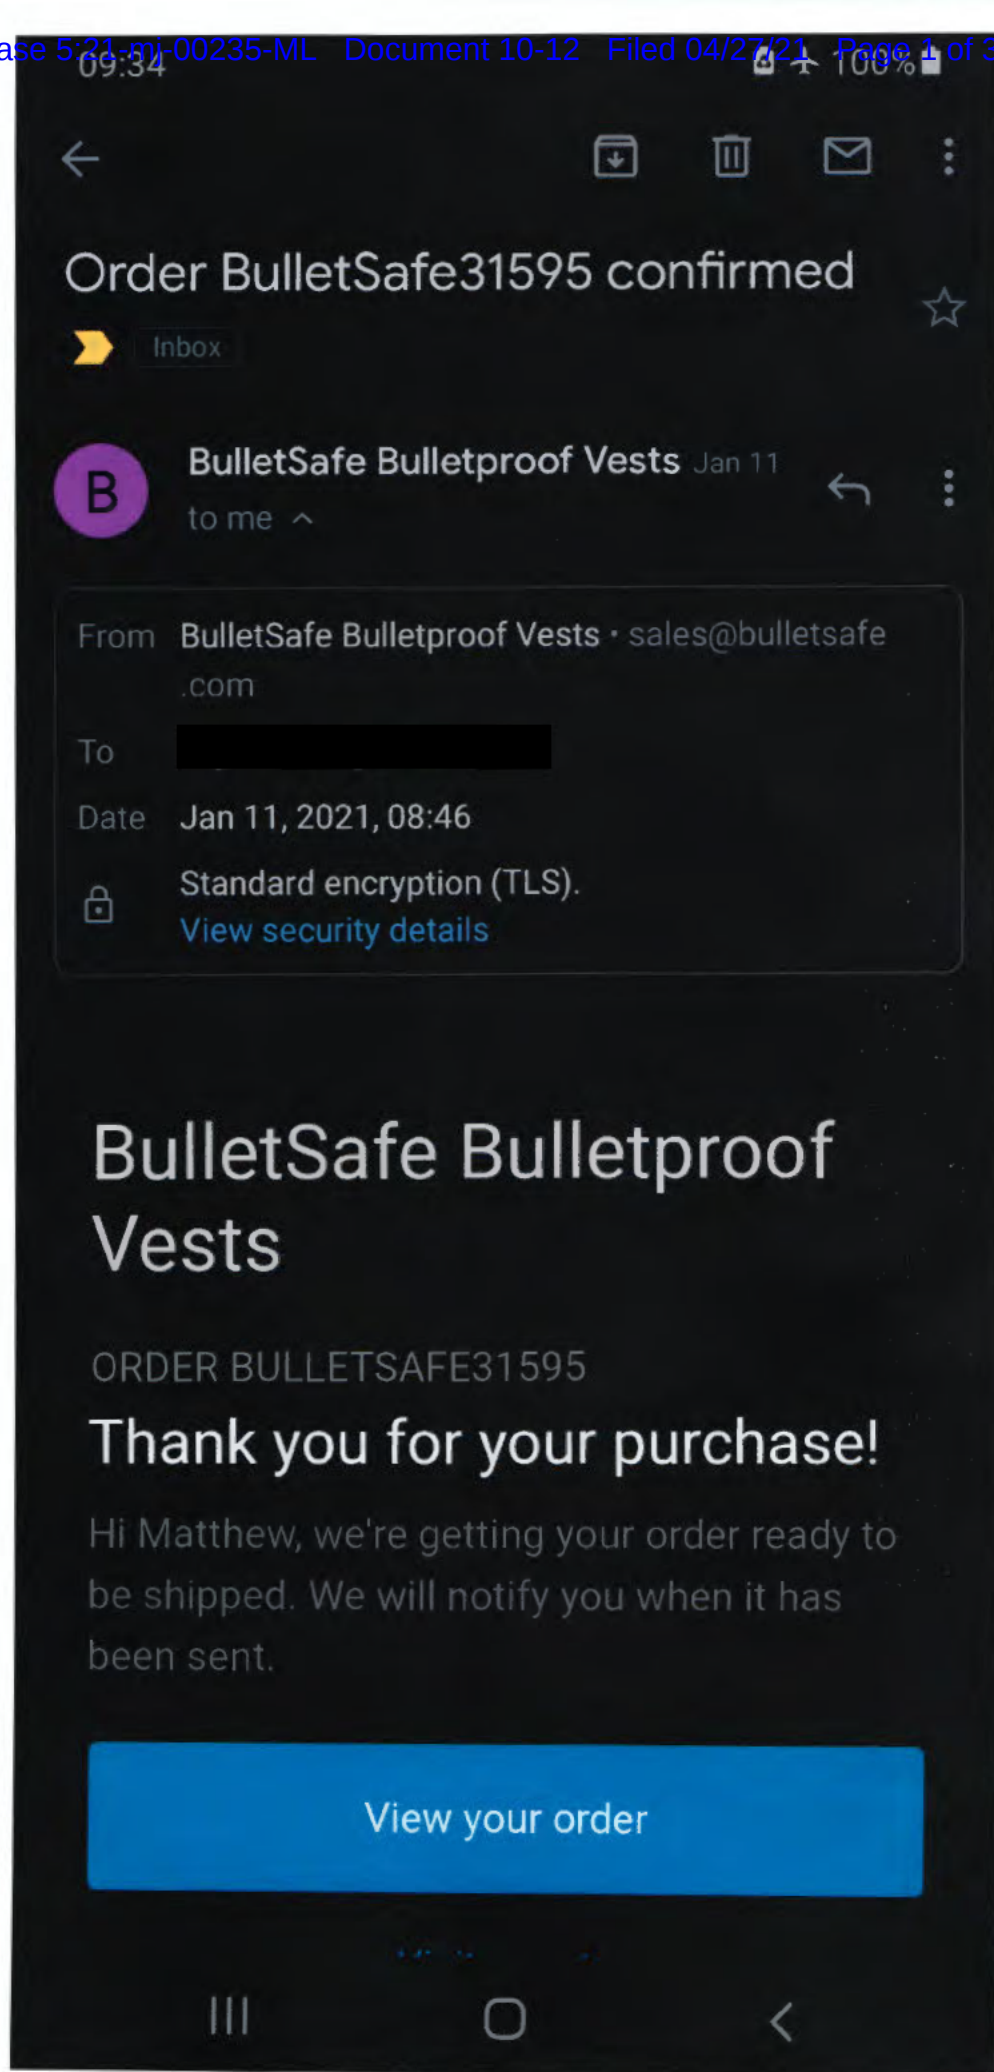 ase 5:21-mj-00235-ML Document 10-12 Filed 04/27/21 Page 1 of 3
09:34 100%
Order BulletSafe31595 confirmed
Inbox
B
BulletSafe Bulletproof Vests Jan 11
to me
From BulletSafe Bulletproof Vests · sales@bulletsafe
.com
To
Date Jan 11, 2021, 08:46
Standard encryption (TLS).
View security details
BulletSafe Bulletproof
Vests
ORDER BULLETSAFE31595
Thank you for your purchase!
Hi Matthew, we're getting your order ready to
be shipped. We will notify you when it has
been sent.
View your order